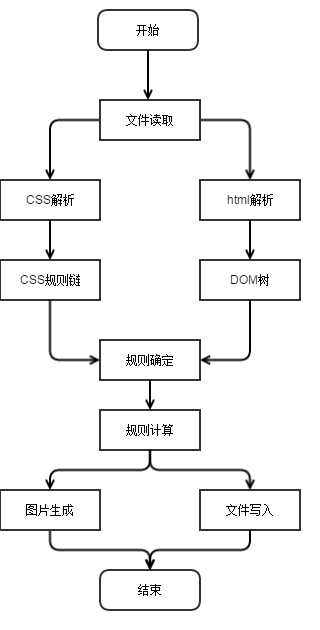 开始
文件读取
CSS解析
html解析
CSS规则链
DOM树
规则确定
规则计算
图片生成
文件写入
结束